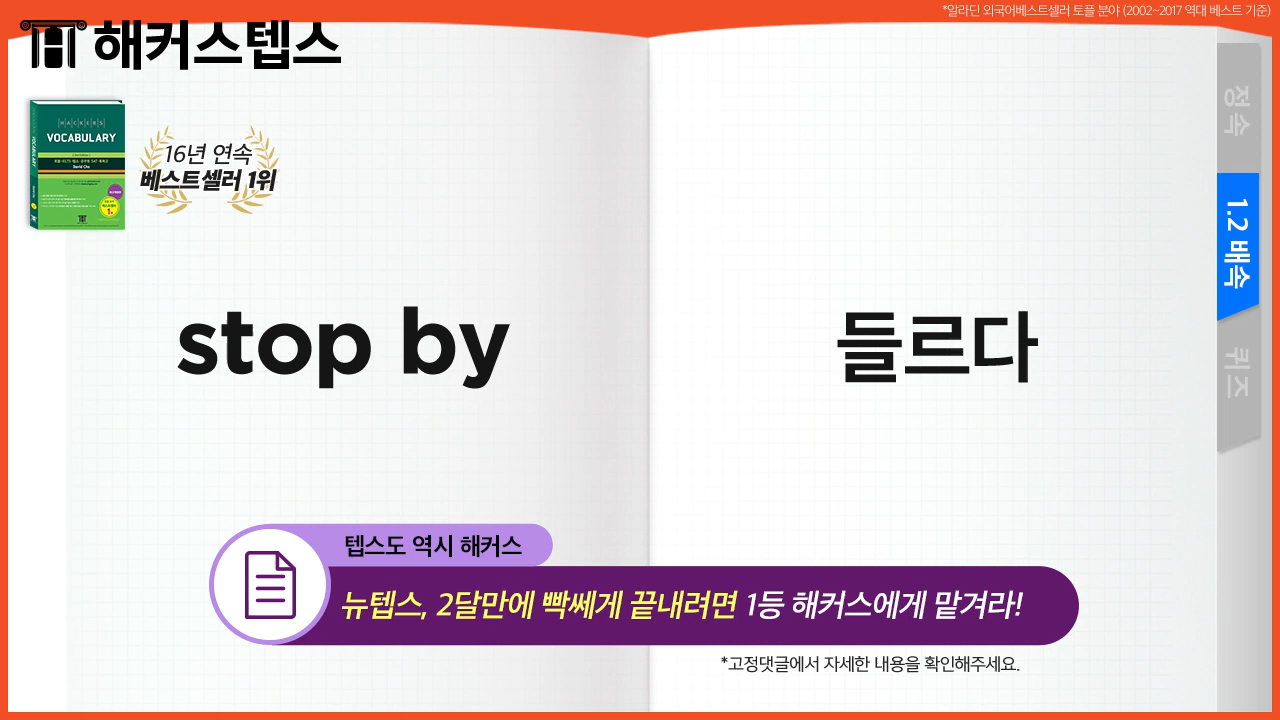 *알라딘 외국어베스트셀러 토플 분야 (2002~2017 역대 베스트 기준)
해커스텝스
HACKERS
VOCABULARY
David Cho
16년 연속
베스트셀러 1위
정속
1.2 배속
퀴즈
stop by
들르다
텝스도 역시 해커스
뉴텝스, 2달만에 빡쎄게 끝내려면 1등 해커스에게 맡겨라!
*고정댓글에서 자세한 내용을 확인해주세요.